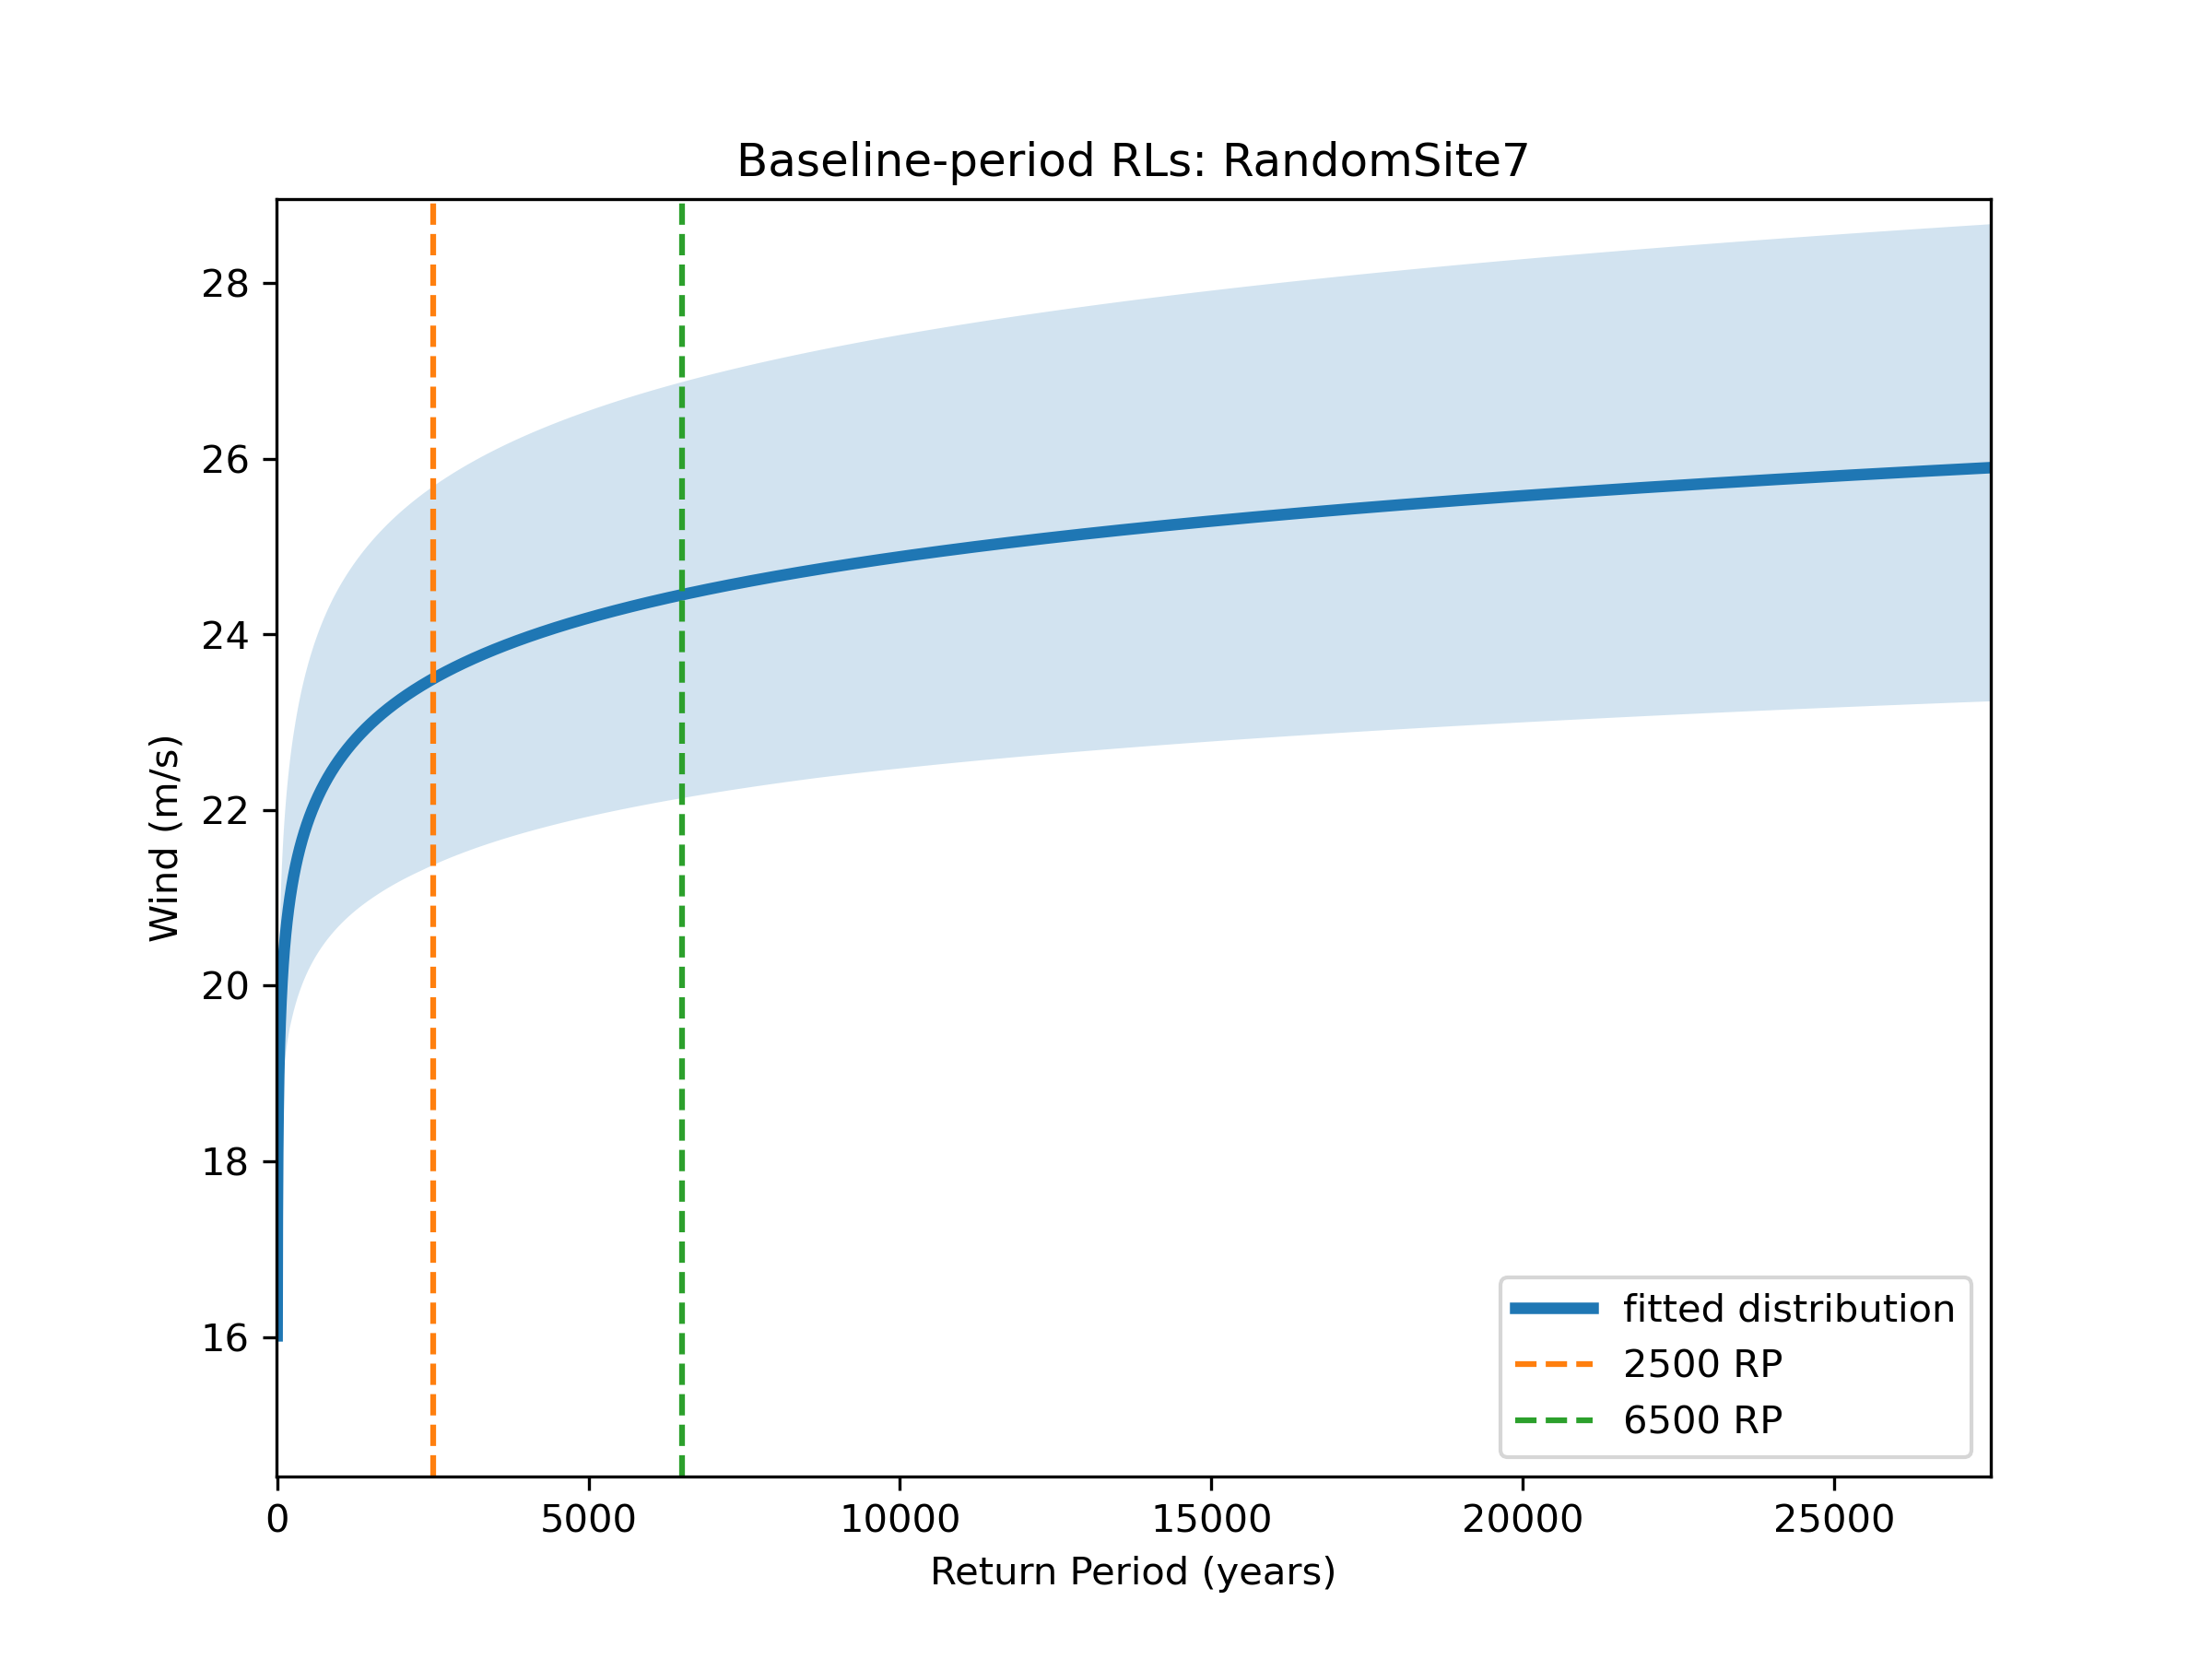 Baseline-period RLs: RandomSite7
28
26
24
22
20
18
16
Wind (m/s)
fitted distribution
2500 RP
6500 RP
0 5000 10000 15000 20000 25000
Return Period (years)